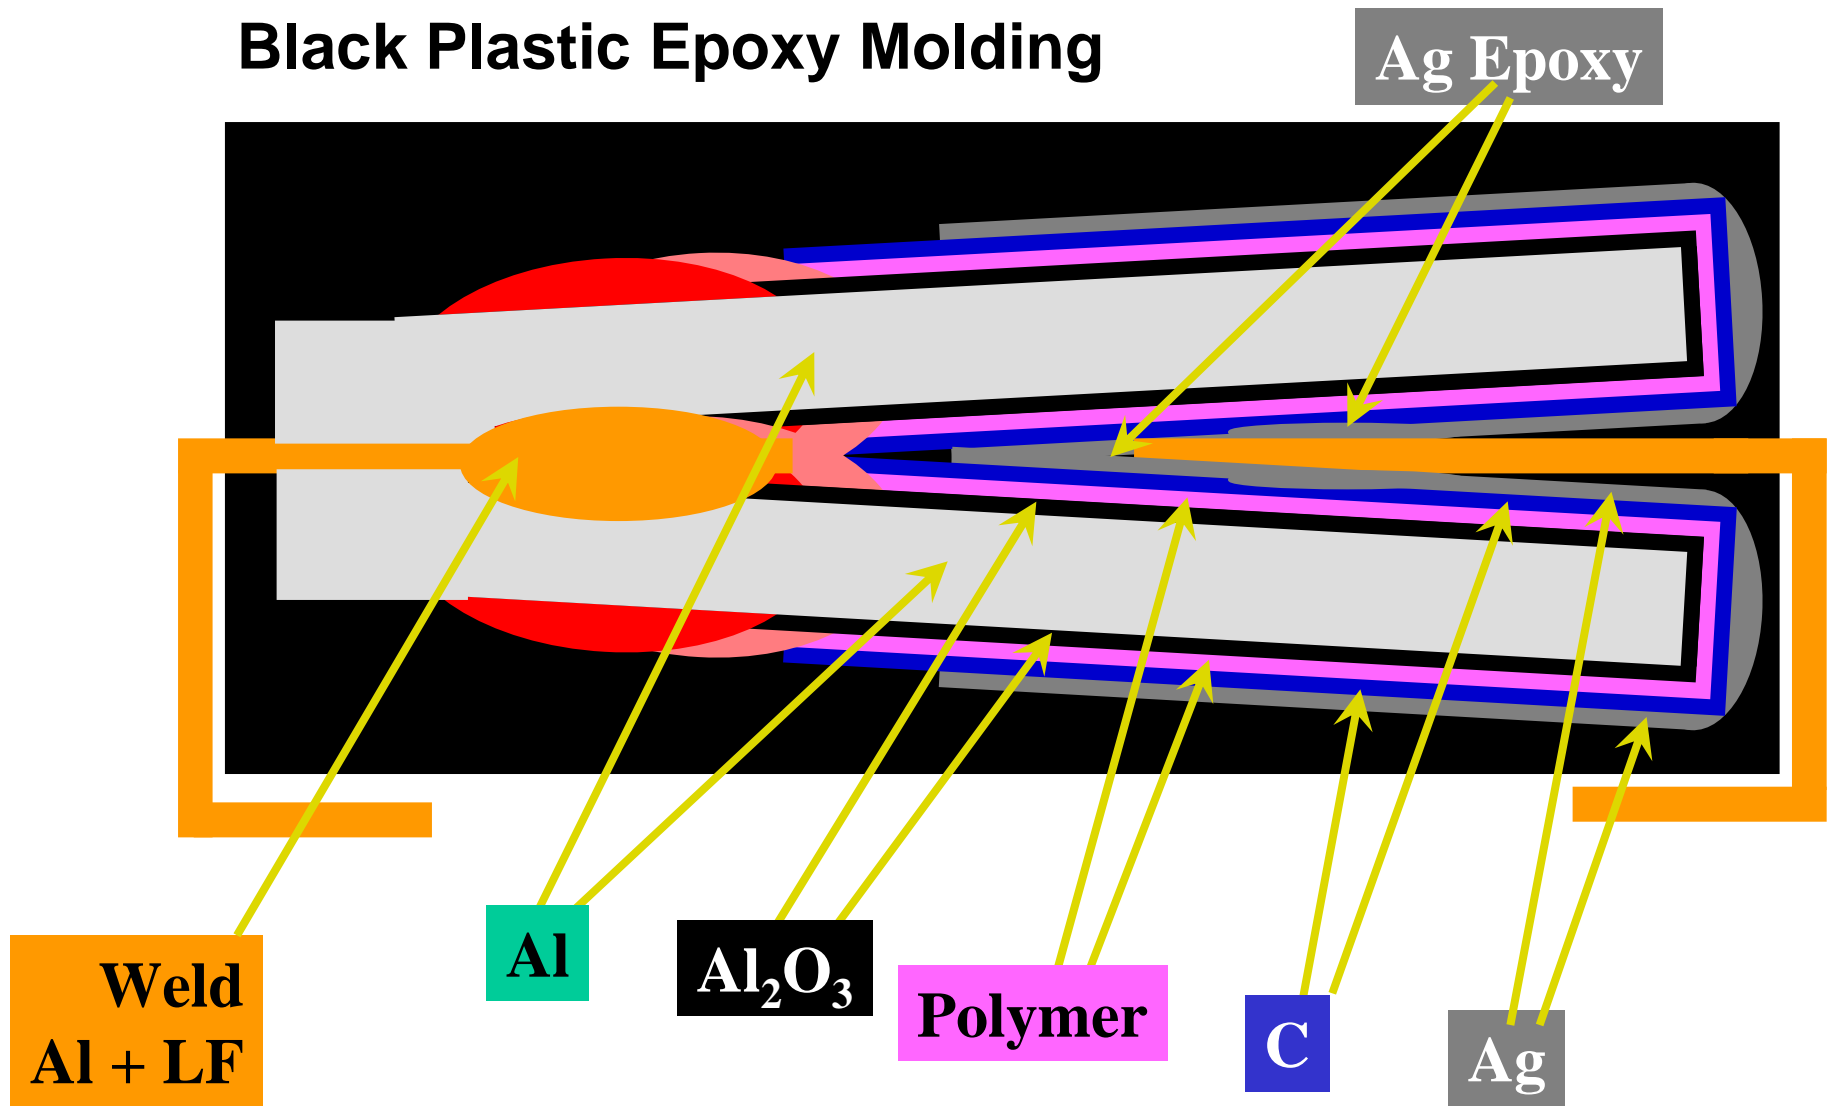 Black Plastic Epoxy Molding
Ag Epoxy
Weld
Al + LF
Al
Al₂O₃
Polymer
C
Ag